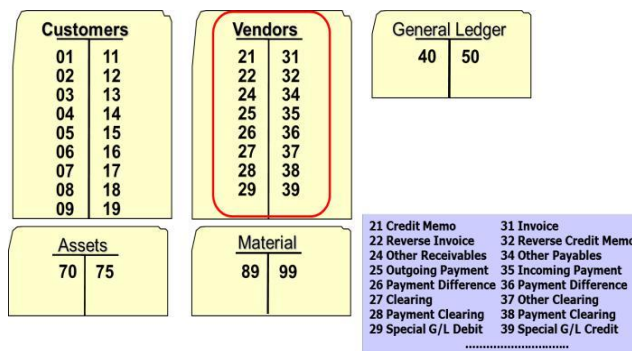 Customers
01 11
02 12
03 13
04 14
05 15
06 16
07 17
08 18
09 19
Vendors
21 31
22 32
24 34
25 35
26 36
27 37
28 38
29 39
General Ledger
40 50
Assets
70 75
Material
89 99
21 Credit Memo 31 Invoice
22 Reverse Invoice 32 Reverse Credit Memo
24 Other Receivables 34 Other Payables
25 Outgoing Payment 35 Incoming Payment
26 Payment Difference 36 Payment Difference
27 Clearing 37 Other Clearing
28 Payment Clearing 38 Payment Clearing
29 Special G/L Debit 39 Special G/L Credit
..............................